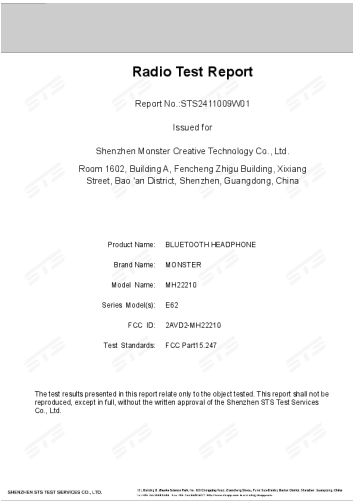 Radio Test Report
Report No.:STS2411009W01
Issued for
Shenzhen Monster Creative Technology Co., Ltd.
Room 1602, Building A, Fencheng Zhigu Building, Xixiang
Street, Bao 'an District, Shenzhen, Guangdong, China
Product Name: BLUETOOTH HEADPHONE
Brand Name: MONSTER
Model Name: MH22210
Series Model(s): E62
FCC ID: 2AVD2-MH22210
Test Standards: FCC Part15.247
The test results presented in this report relate only to the object tested. This report shall not be
reproduced, except in full, without the written approval of the Shenzhen STS Test Services
Co., Ltd.
SHENZHEN STS TEST SERVICES CO., LTD.
STS